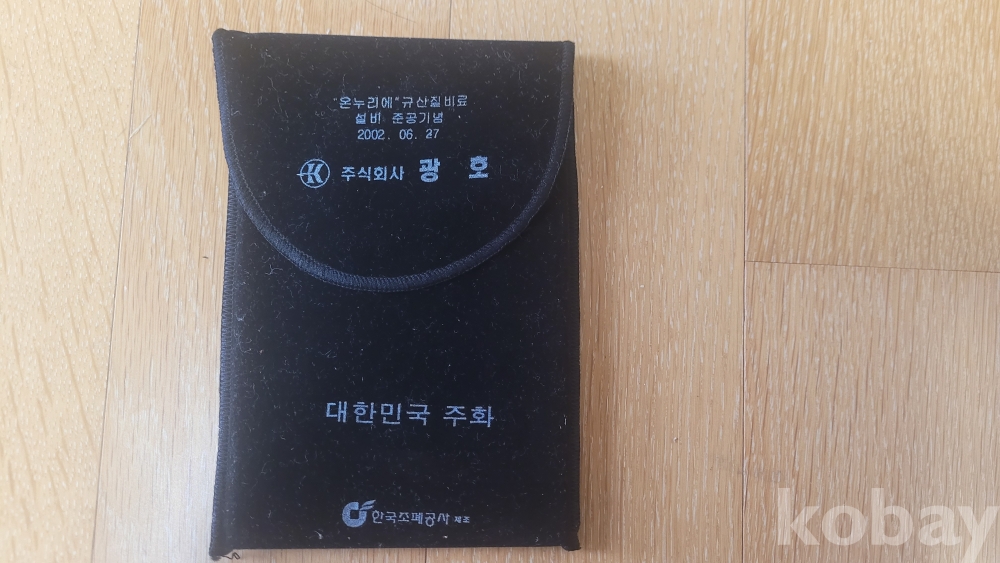 "온누리에"규산질비료
설비 준공기념
2002. 06. 27
K 주식회사 광 호
대한민국 주화
한국조폐공사 제조
kobay